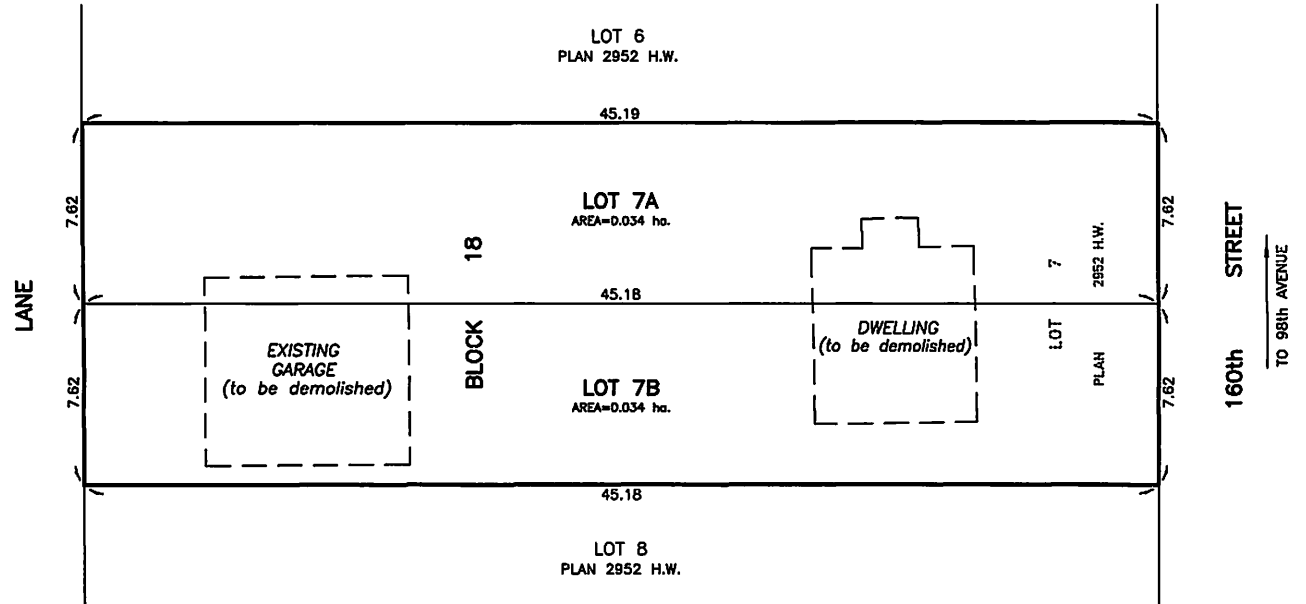 LOT 6
PLAN 2952 H.W.
45.19
7.62
LOT 7A
AREA=0.034 ha.
7.62
LANE
BLOCK 18
45.18
LOT 7
PLAN 2952 H.W.
160th STREET
TO 98th AVENUE
EXISTING
GARAGE
(to be demolished)
DWELLING
(to be demolished)
7.62
LOT 7B
AREA=0.034 ha.
7.62
45.18
LOT 8
PLAN 2952 H.W.